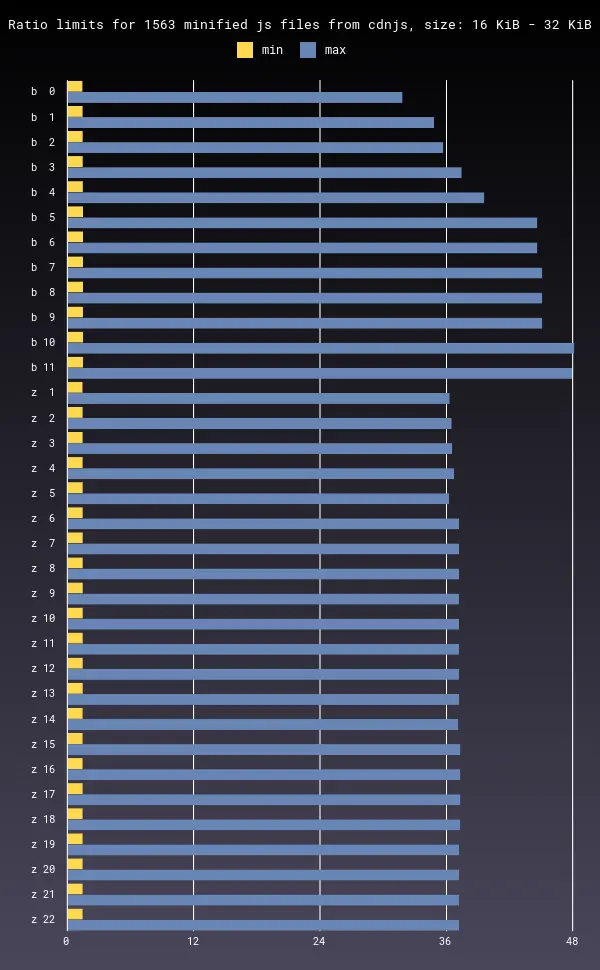 Ratio limits for 1563 minified js files from cdnjs, size: 16 KiB - 32 KiB
min max
b 0
b 1
b 2
b 3
b 4
b 5
b 6
b 7
b 8
b 9
b 10
b 11
z 1
z 2
z 3
z 4
z 5
z 6
z 7
z 8
z 9
z 10
z 11
z 12
z 13
z 14
z 15
z 16
z 17
z 18
z 19
z 20
z 21
z 22
0 12 24 36 48